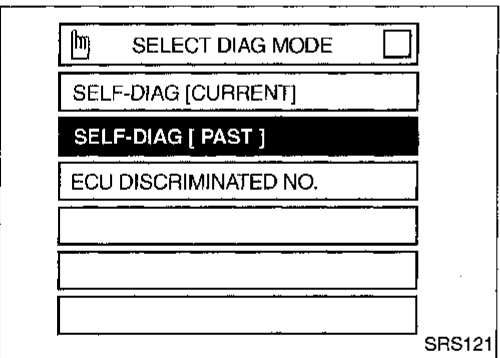 SELECT DIAG MODE
SELF-DIAG [CURRENT]
SELF-DIAG [ PAST ]
ECU DISCRIMINATED NO.
SRS121